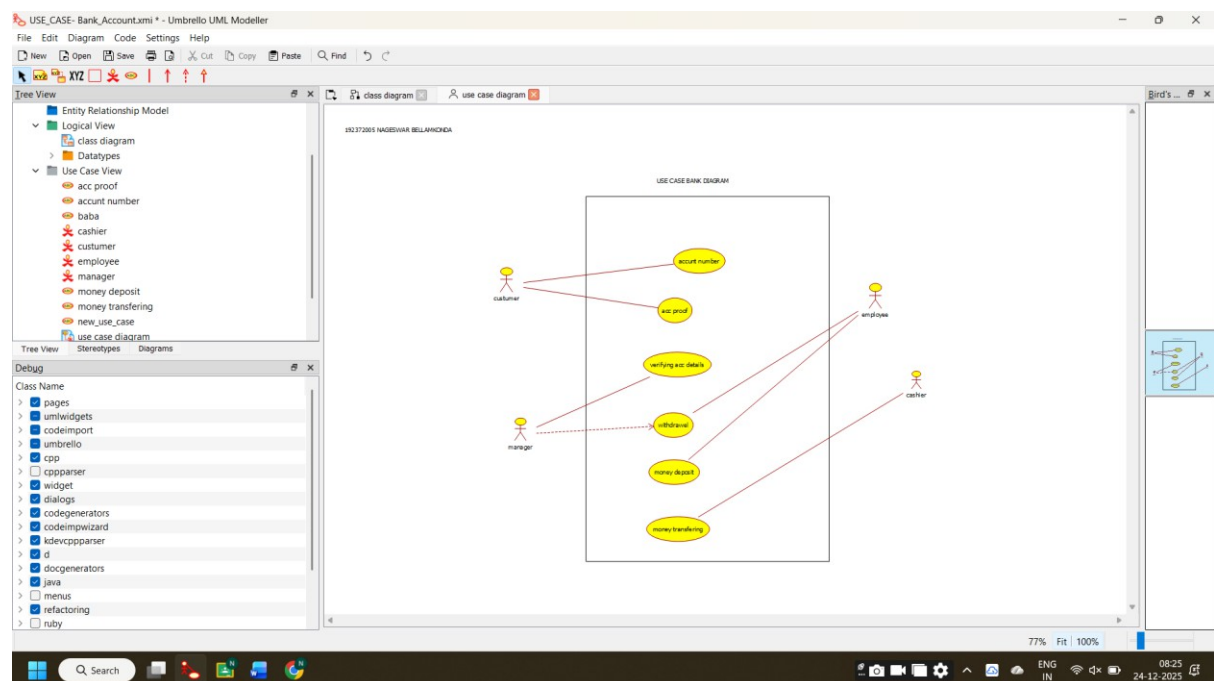 USE_CASE- Bank_Account.xmi * - Umbrello UML Modeller
File Edit Diagram Code Settings Help
New Open Save Cut Copy Paste Find
XYZ XYZ
Tree View
class diagram use case diagram
Bird's ...
Entity Relationship Model
Logical View
class diagram
Datatypes
Use Case View
acc proof
accunt number
baba
cashier
custumer
employee
manager
money deposit
money transfering
new_use_case
use case diagram
Tree View Stereotypes Diagrams
Debug
Class Name
pages
umlwidgets
codeimport
umbrello
cpp
cppparser
widget
dialogs
codegenerators
codeimpwizard
kdevcppparser
d
docgenerators
java
menus
refactoring
ruby
192372005 NAGESWAR BELLAMKONDA
USE CASE BANK DIAGRAM
accunt number
custumer
acc proof
employee
verifying acc details
cashier
withdrawal
manager
money deposit
money transfering
77% Fit 100%
Search
ENG
IN
08:25
24-12-2025